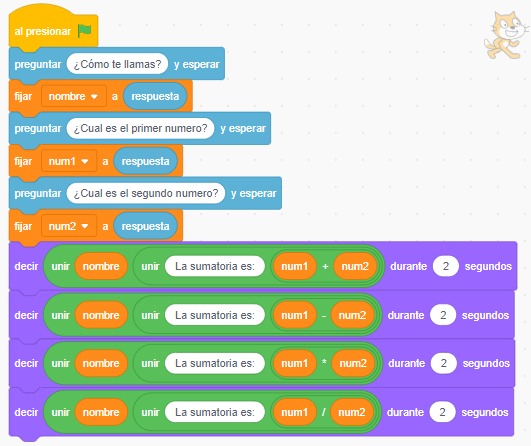 al presionar
preguntar ¿Cómo te llamas? y esperar
fijar nombre a respuesta
preguntar ¿Cual es el primer numero? y esperar
fijar num1 a respuesta
preguntar ¿Cual es el segundo numero? y esperar
fijar num2 a respuesta
decir unir nombre unir La sumatoria es: num1 + num2 durante 2 segundos
decir unir nombre unir La sumatoria es: num1 - num2 durante 2 segundos
decir unir nombre unir La sumatoria es: num1 * num2 durante 2 segundos
decir unir nombre unir La sumatoria es: num1 / num2 durante 2 segundos